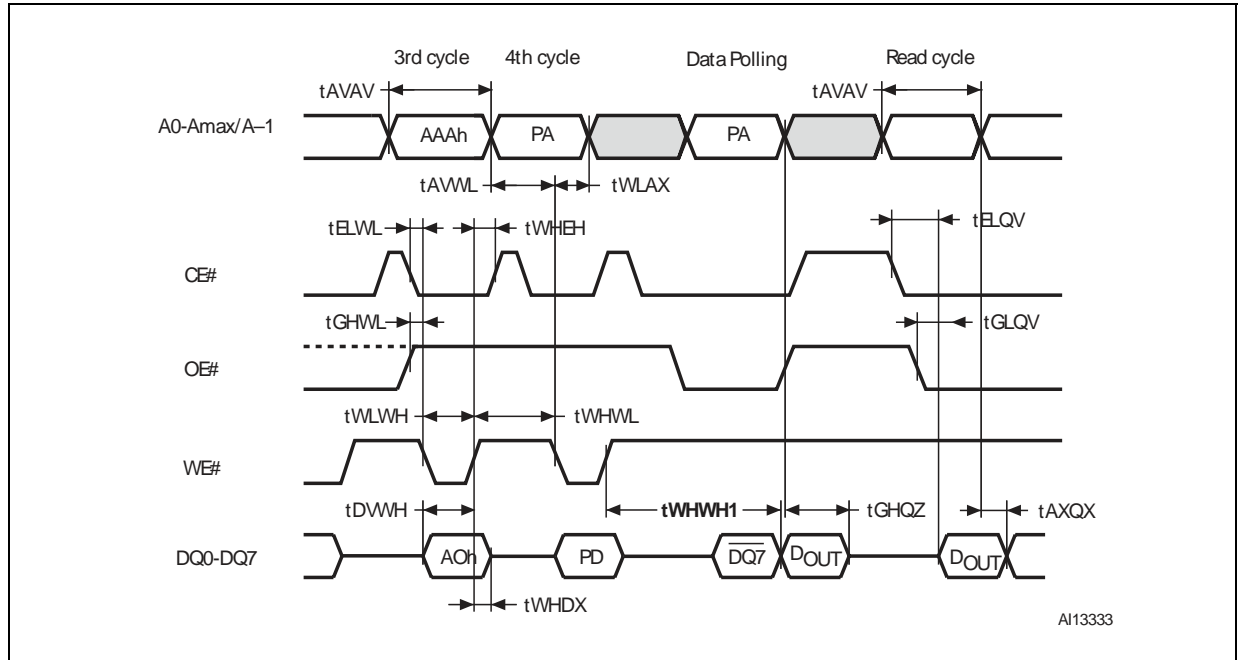 3rd cycle 4th cycle Data Polling Read cycle
tAVAV tAVAV
A0-Amax/A–1 AAAh PA PA
tAVWL tWLAX
tELWL tWHEH tELQV
CE#
tGHWL tGLQV
OE#
tWLWH tWHWL
WE#
tDVWH tWHWH1 tGHQZ tAXQX
DQ0-DQ7 AOh PD DQ7 DOUT DOUT
tWHDX
AI13333